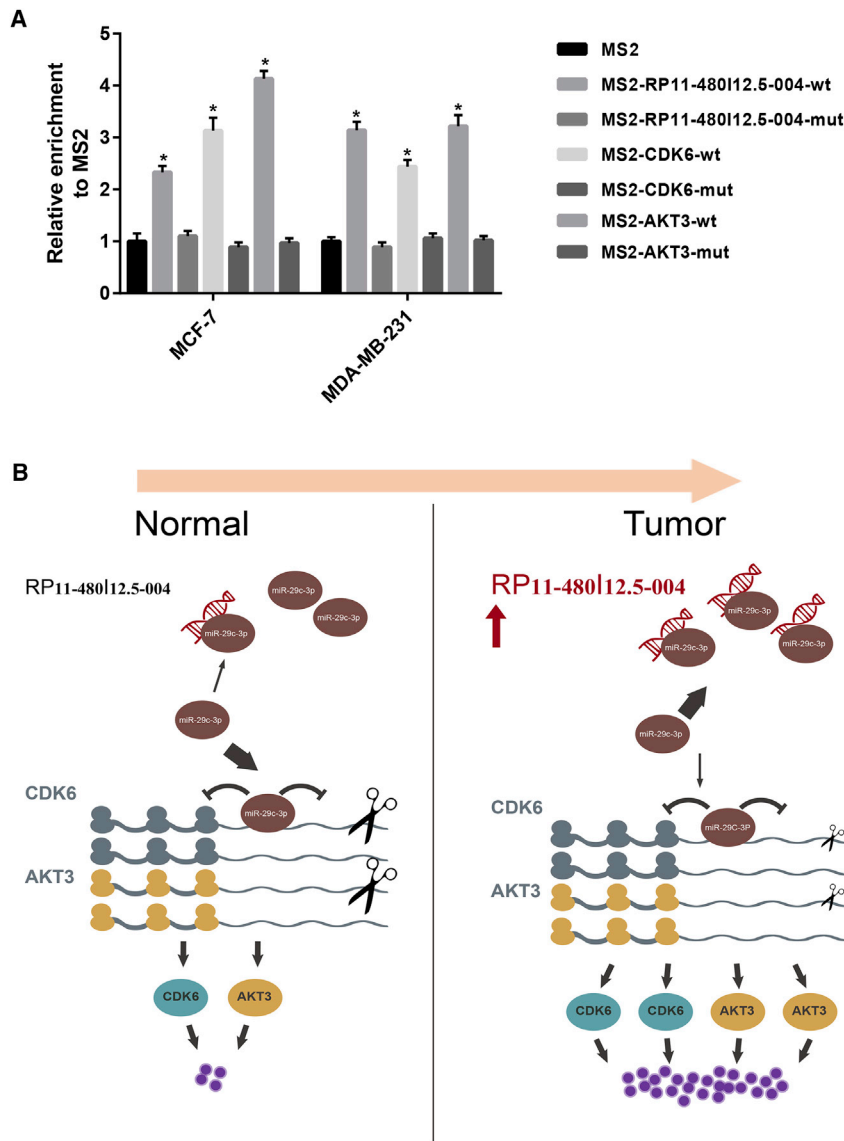 A
Relative enrichment
to MS2
5
4
3
2
1
0
* * * * * *
MCF-7
MDA-MB-231
MS2
MS2-RP11-480I12.5-004-wt
MS2-RP11-480I12.5-004-mut
MS2-CDK6-wt
MS2-CDK6-mut
MS2-AKT3-wt
MS2-AKT3-mut
B
Normal
RP11-480I12.5-004
miR-29c-3p
miR-29c-3p
miR-29c-3p
miR-29c-3p
CDK6
miR-29c-3p
AKT3
CDK6 AKT3
Tumor
RP11-480I12.5-004
miR-29c-3p
miR-29c-3p
miR-29c-3p
miR-29c-3p
CDK6
miR-29C-3P
AKT3
CDK6 CDK6 AKT3 AKT3